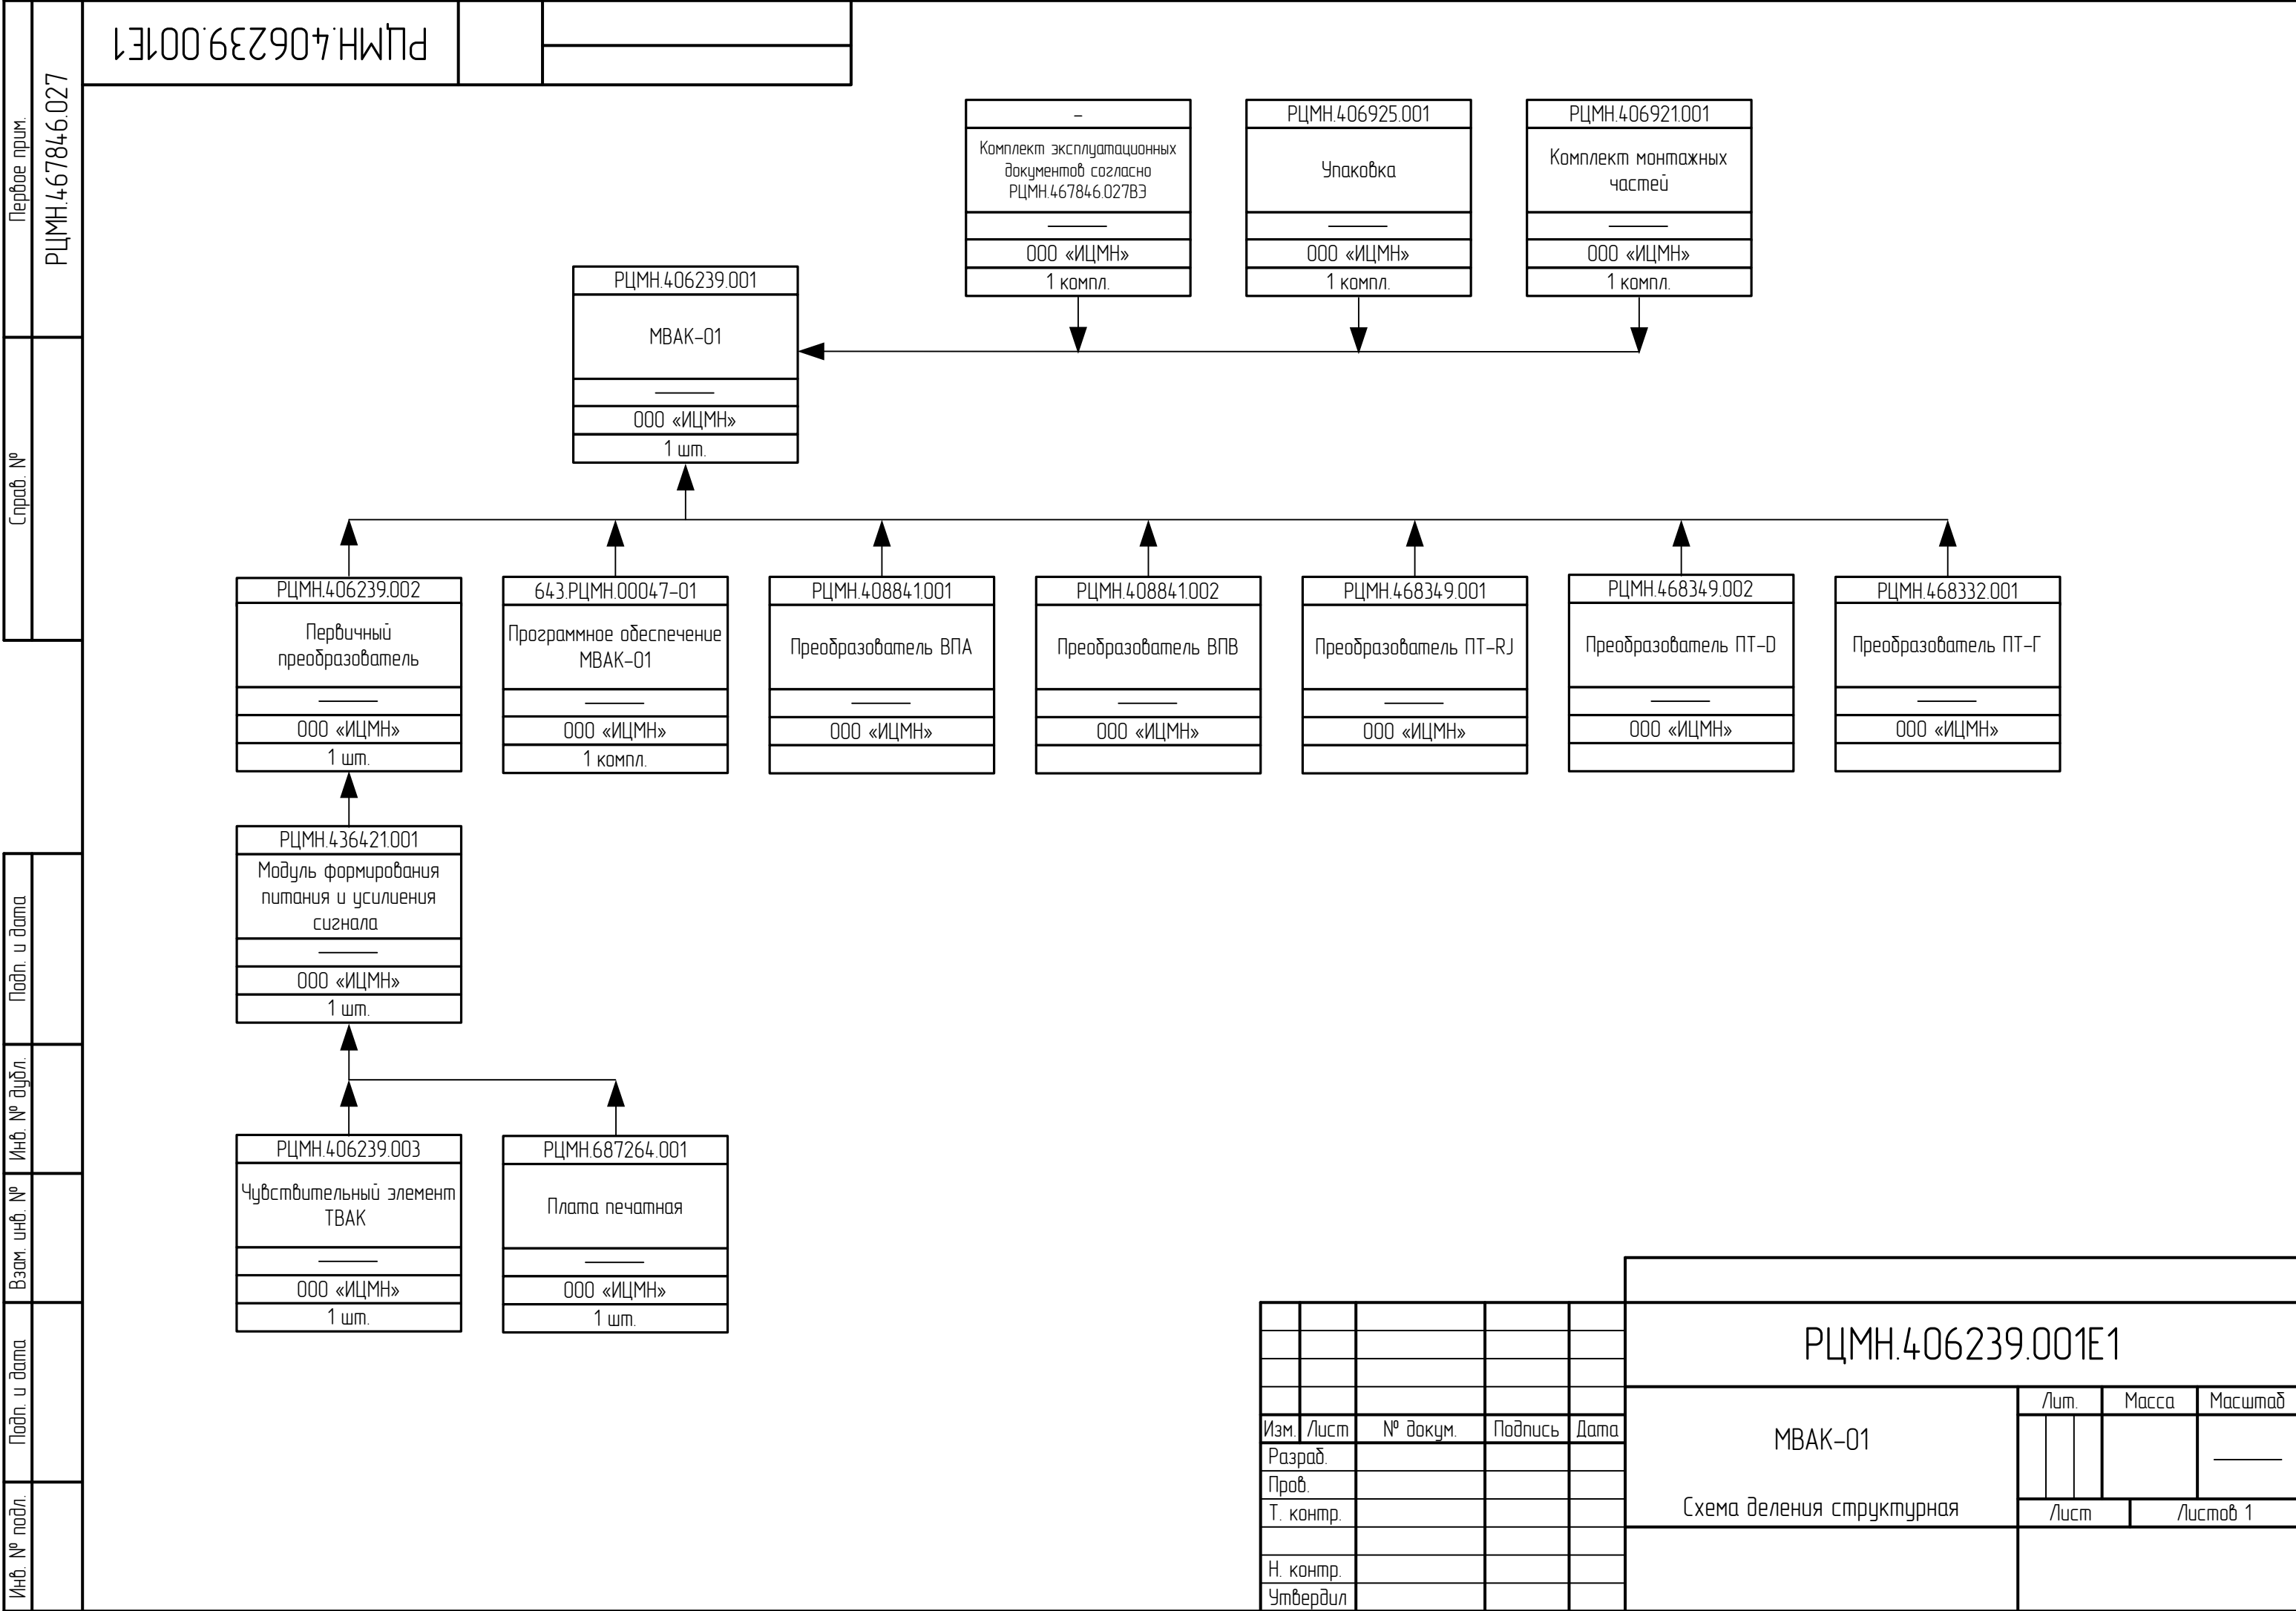 РЦМН.406239.001Е1
Первое прим.
РЦМН.467846.027
Справ. №
Подп. и дата
Инв. № дубл.
Взам. инв. №
Подп. и дата
Инв. № подл.
–
Комплект эксплуатационных
документов согласно
РЦМН.467846.027ВЭ
ООО «ИЦМН»
1 компл.
РЦМН.406925.001
Упаковка
ООО «ИЦМН»
1 компл.
РЦМН.406921.001
Комплект монтажных
частей
ООО «ИЦМН»
1 компл.
РЦМН.406239.001
МВАК–01
ООО «ИЦМН»
1 шт.
РЦМН.406239.002
Первичный
преобразователь
ООО «ИЦМН»
1 шт.
643.РЦМН.00047–01
Программное обеспечение
МВАК–01
ООО «ИЦМН»
1 компл.
РЦМН.408841.001
Преобразователь ВПА
ООО «ИЦМН»
РЦМН.408841.002
Преобразователь ВПВ
ООО «ИЦМН»
РЦМН.468349.001
Преобразователь ПТ–RJ
ООО «ИЦМН»
РЦМН.468349.002
Преобразователь ПТ–D
ООО «ИЦМН»
РЦМН.468332.001
Преобразователь ПТ–Г
ООО «ИЦМН»
РЦМН.436421.001
Модуль формирования
питания и усилиения
сигнала
ООО «ИЦМН»
1 шт.
РЦМН.406239.003
Чувствительный элемент
ТВАК
ООО «ИЦМН»
1 шт.
РЦМН.687264.001
Плата печатная
ООО «ИЦМН»
1 шт.
РЦМН.406239.001Е1
Изм. Лист № докум. Подпись Дата
Разраб.
Пров.
Т. контр.
Н. контр.
Утвердил
МВАК–01
Схема деления структурная
Лит. Масса Масштаб
Лист Листов 1